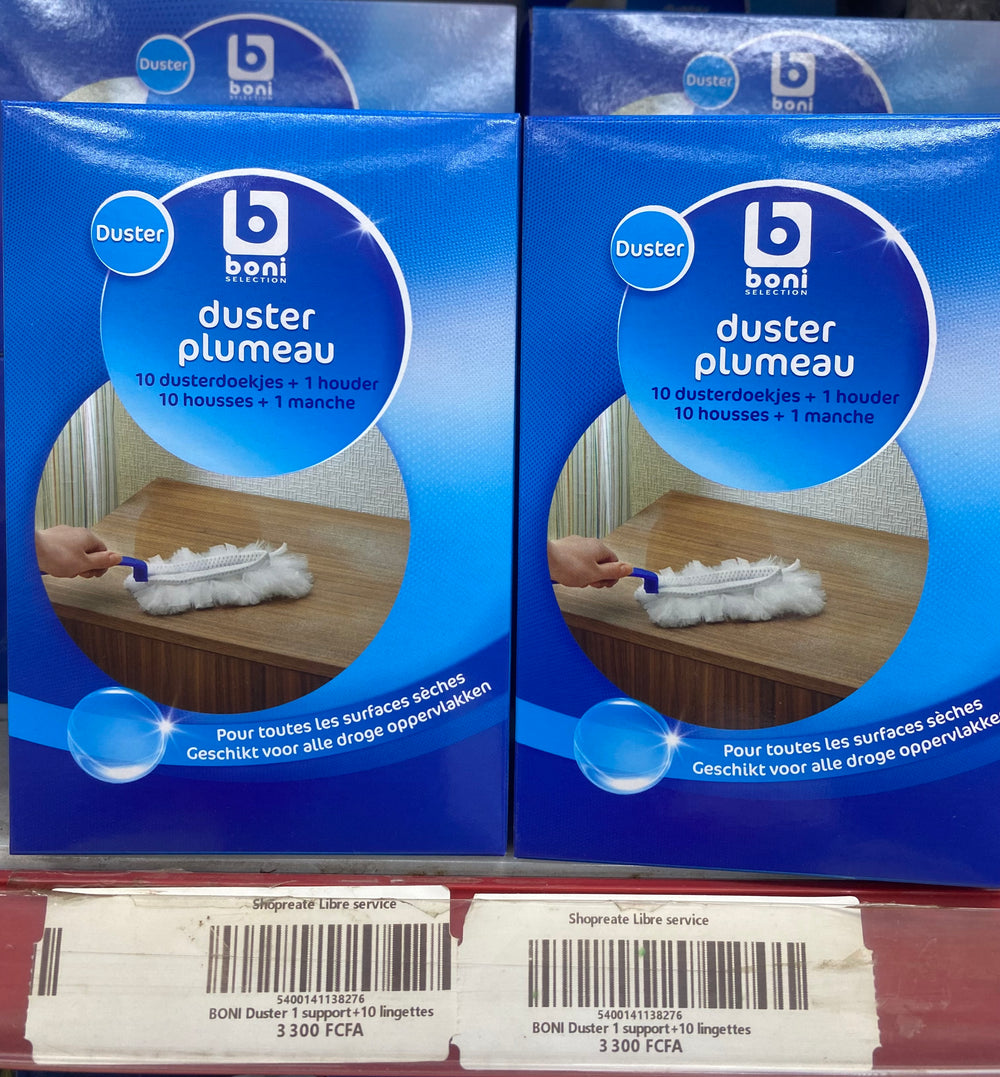 Duster
boni
SELECTION
Duster
boni
Duster
boni
SELECTION
duster
plumeau
10 dusterdoekjes + 1 houder
10 housses + 1 manche
Pour toutes les surfaces sèches
Geschikt voor alle droge oppervlakken
Duster
boni
SELECTION
duster
plumeau
10 dusterdoekjes + 1 houder
10 housses + 1 manche
Pour toutes les surfaces sèches
Geschikt voor alle droge oppervlakke
Shopreate Libre service
5400141138276
BONI Duster 1 support+10 lingettes
3 300 FCFA
Shopreate Libre service
5400141138276
BONI Duster 1 support+10 lingettes
3 300 FCFA